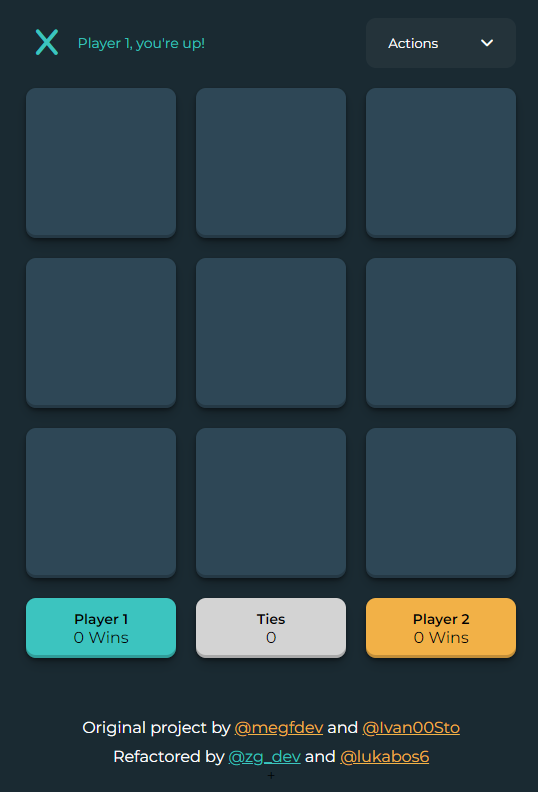 Player 1, you're up!
Actions
Player 1
0 Wins
Ties
0
Player 2
0 Wins
Original project by @megfdev and @Ivan00Sto
Refactored by @zg_dev and @lukabos6